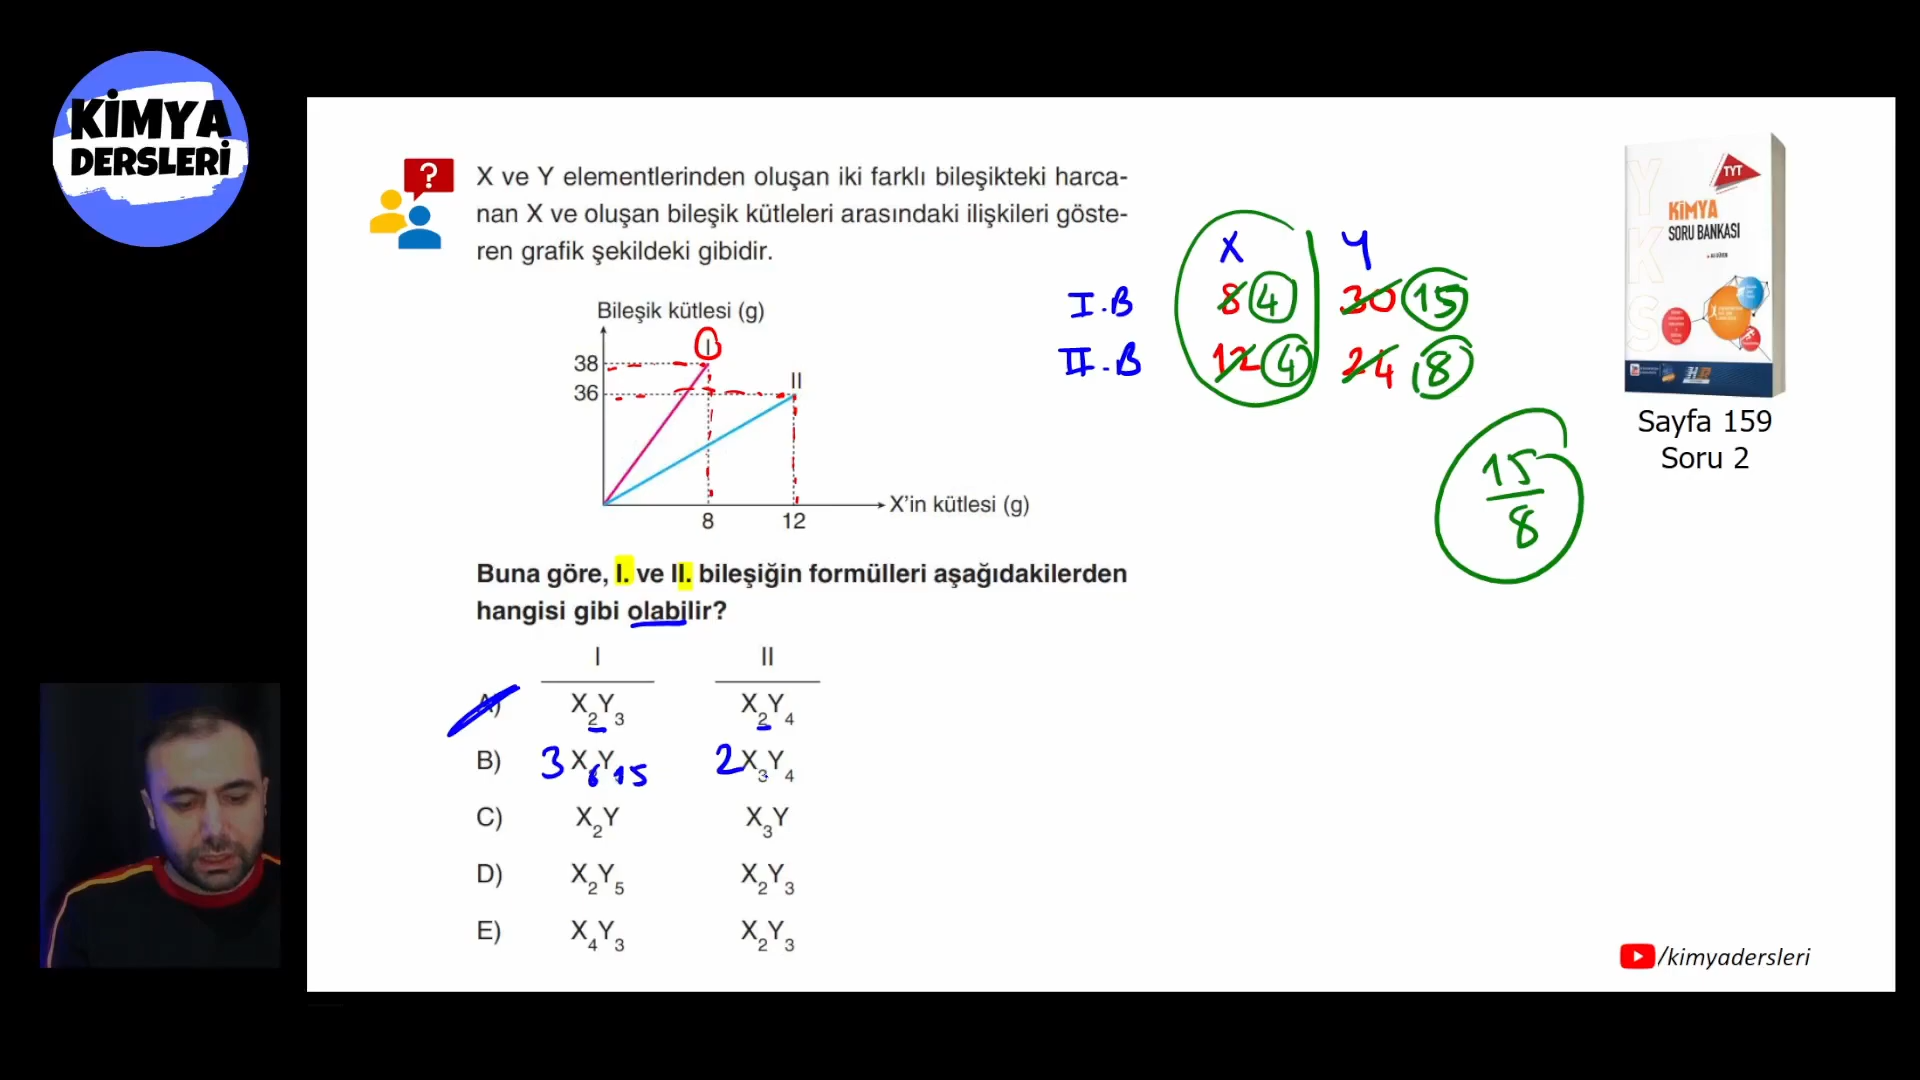 KİMYA
DERSLERİ
?
X ve Y elementlerinden oluşan iki farklı bileşikteki harca-
nan X ve oluşan bileşik kütleleri arasındaki ilişkileri göste-
ren grafik şekildeki gibidir.
Bileşik kütlesi (g)
38
36
I
II
8
12
X'in kütlesi (g)
X Y
I.B 8 4 30 15
II.B 12 4 24 8
15
8
YKS
TYT
KİMYA
SORU BANKASI
Sayfa 159
Soru 2
Buna göre, I. ve II. bileşiğin formülleri aşağıdakilerden
hangisi gibi olabilir?
I II
A) X2Y3 X2Y4
B) 3 X6Y15 2 X3Y4
C) X2Y X3Y
D) X2Y5 X2Y3
E) X4Y3 X2Y3
/kimyadersleri